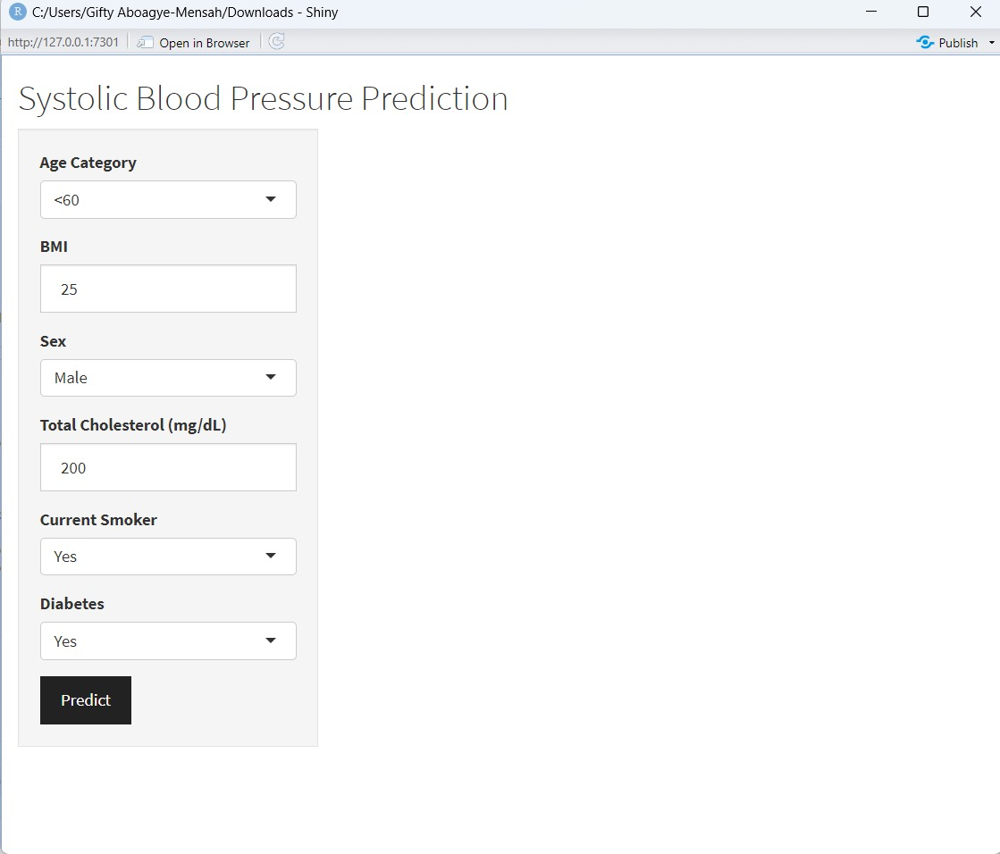 R C:/Users/Gifty Aboagye-Mensah/Downloads - Shiny
http://127.0.0.1:7301 Open in Browser Publish
Systolic Blood Pressure Prediction
Age Category
<60
BMI
25
Sex
Male
Total Cholesterol (mg/dL)
200
Current Smoker
Yes
Diabetes
Yes
Predict